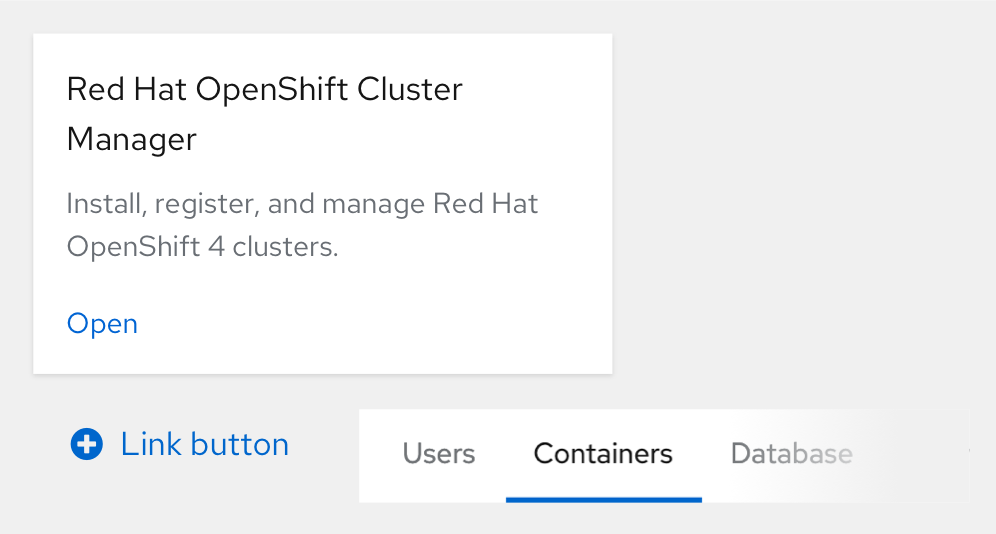 Red Hat OpenShift Cluster
Manager
Install, register, and manage Red Hat
OpenShift 4 clusters.
Open
Link button
Users
Containers
Database